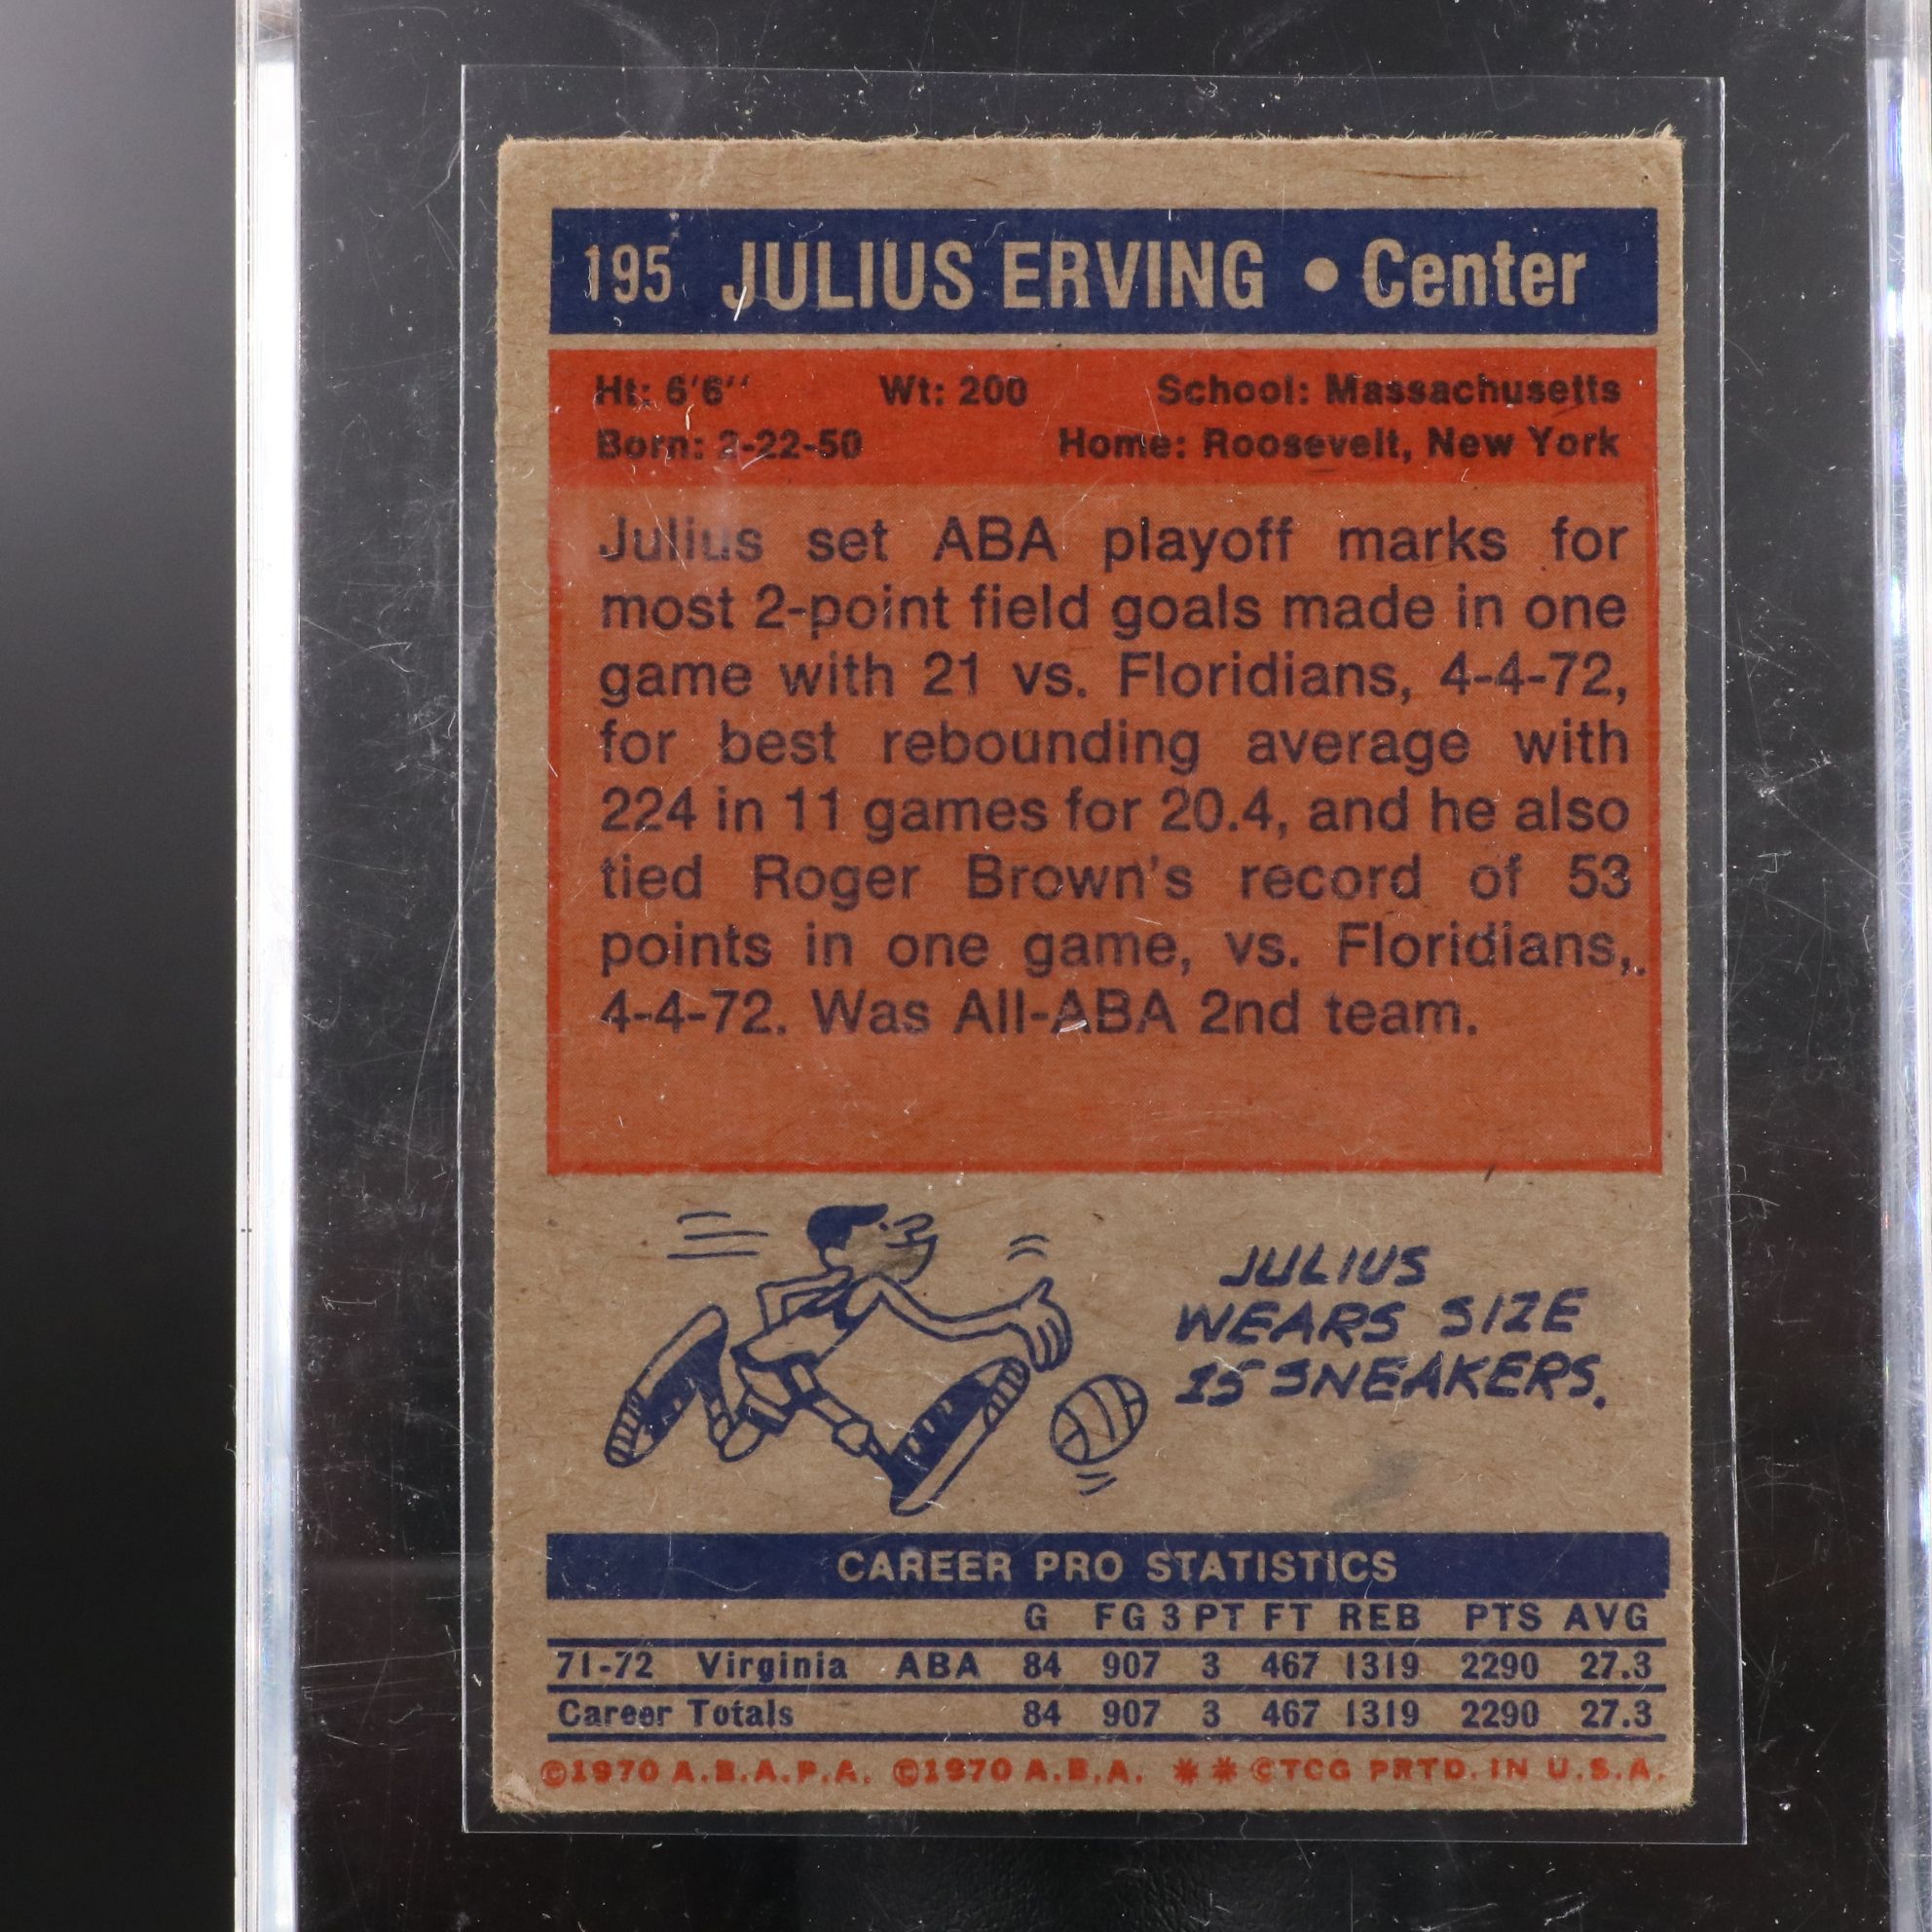 195 JULIUS ERVING • Center
Ht: 6'6'' Wt: 200 School: Massachusetts
Born: 2-22-50 Home: Roosevelt, New York
Julius set ABA playoff marks for
most 2-point field goals made in one
game with 21 vs. Floridians, 4-4-72,
for best rebounding average with
224 in 11 games for 20.4, and he also
tied Roger Brown's record of 53
points in one game, vs. Floridians,
4-4-72. Was All-ABA 2nd team.
JULIUS
WEARS SIZE
15 SNEAKERS.
CAREER PRO STATISTICS
G FG 3 PT FT REB PTS AVG
71-72 Virginia ABA 84 907 3 467 1319 2290 27.3
Career Totals 84 907 3 467 1319 2290 27.3
©1970 A.B.A.P.A. ©1970 A.B.A. ** ©TCG PRTD. IN U.S.A.